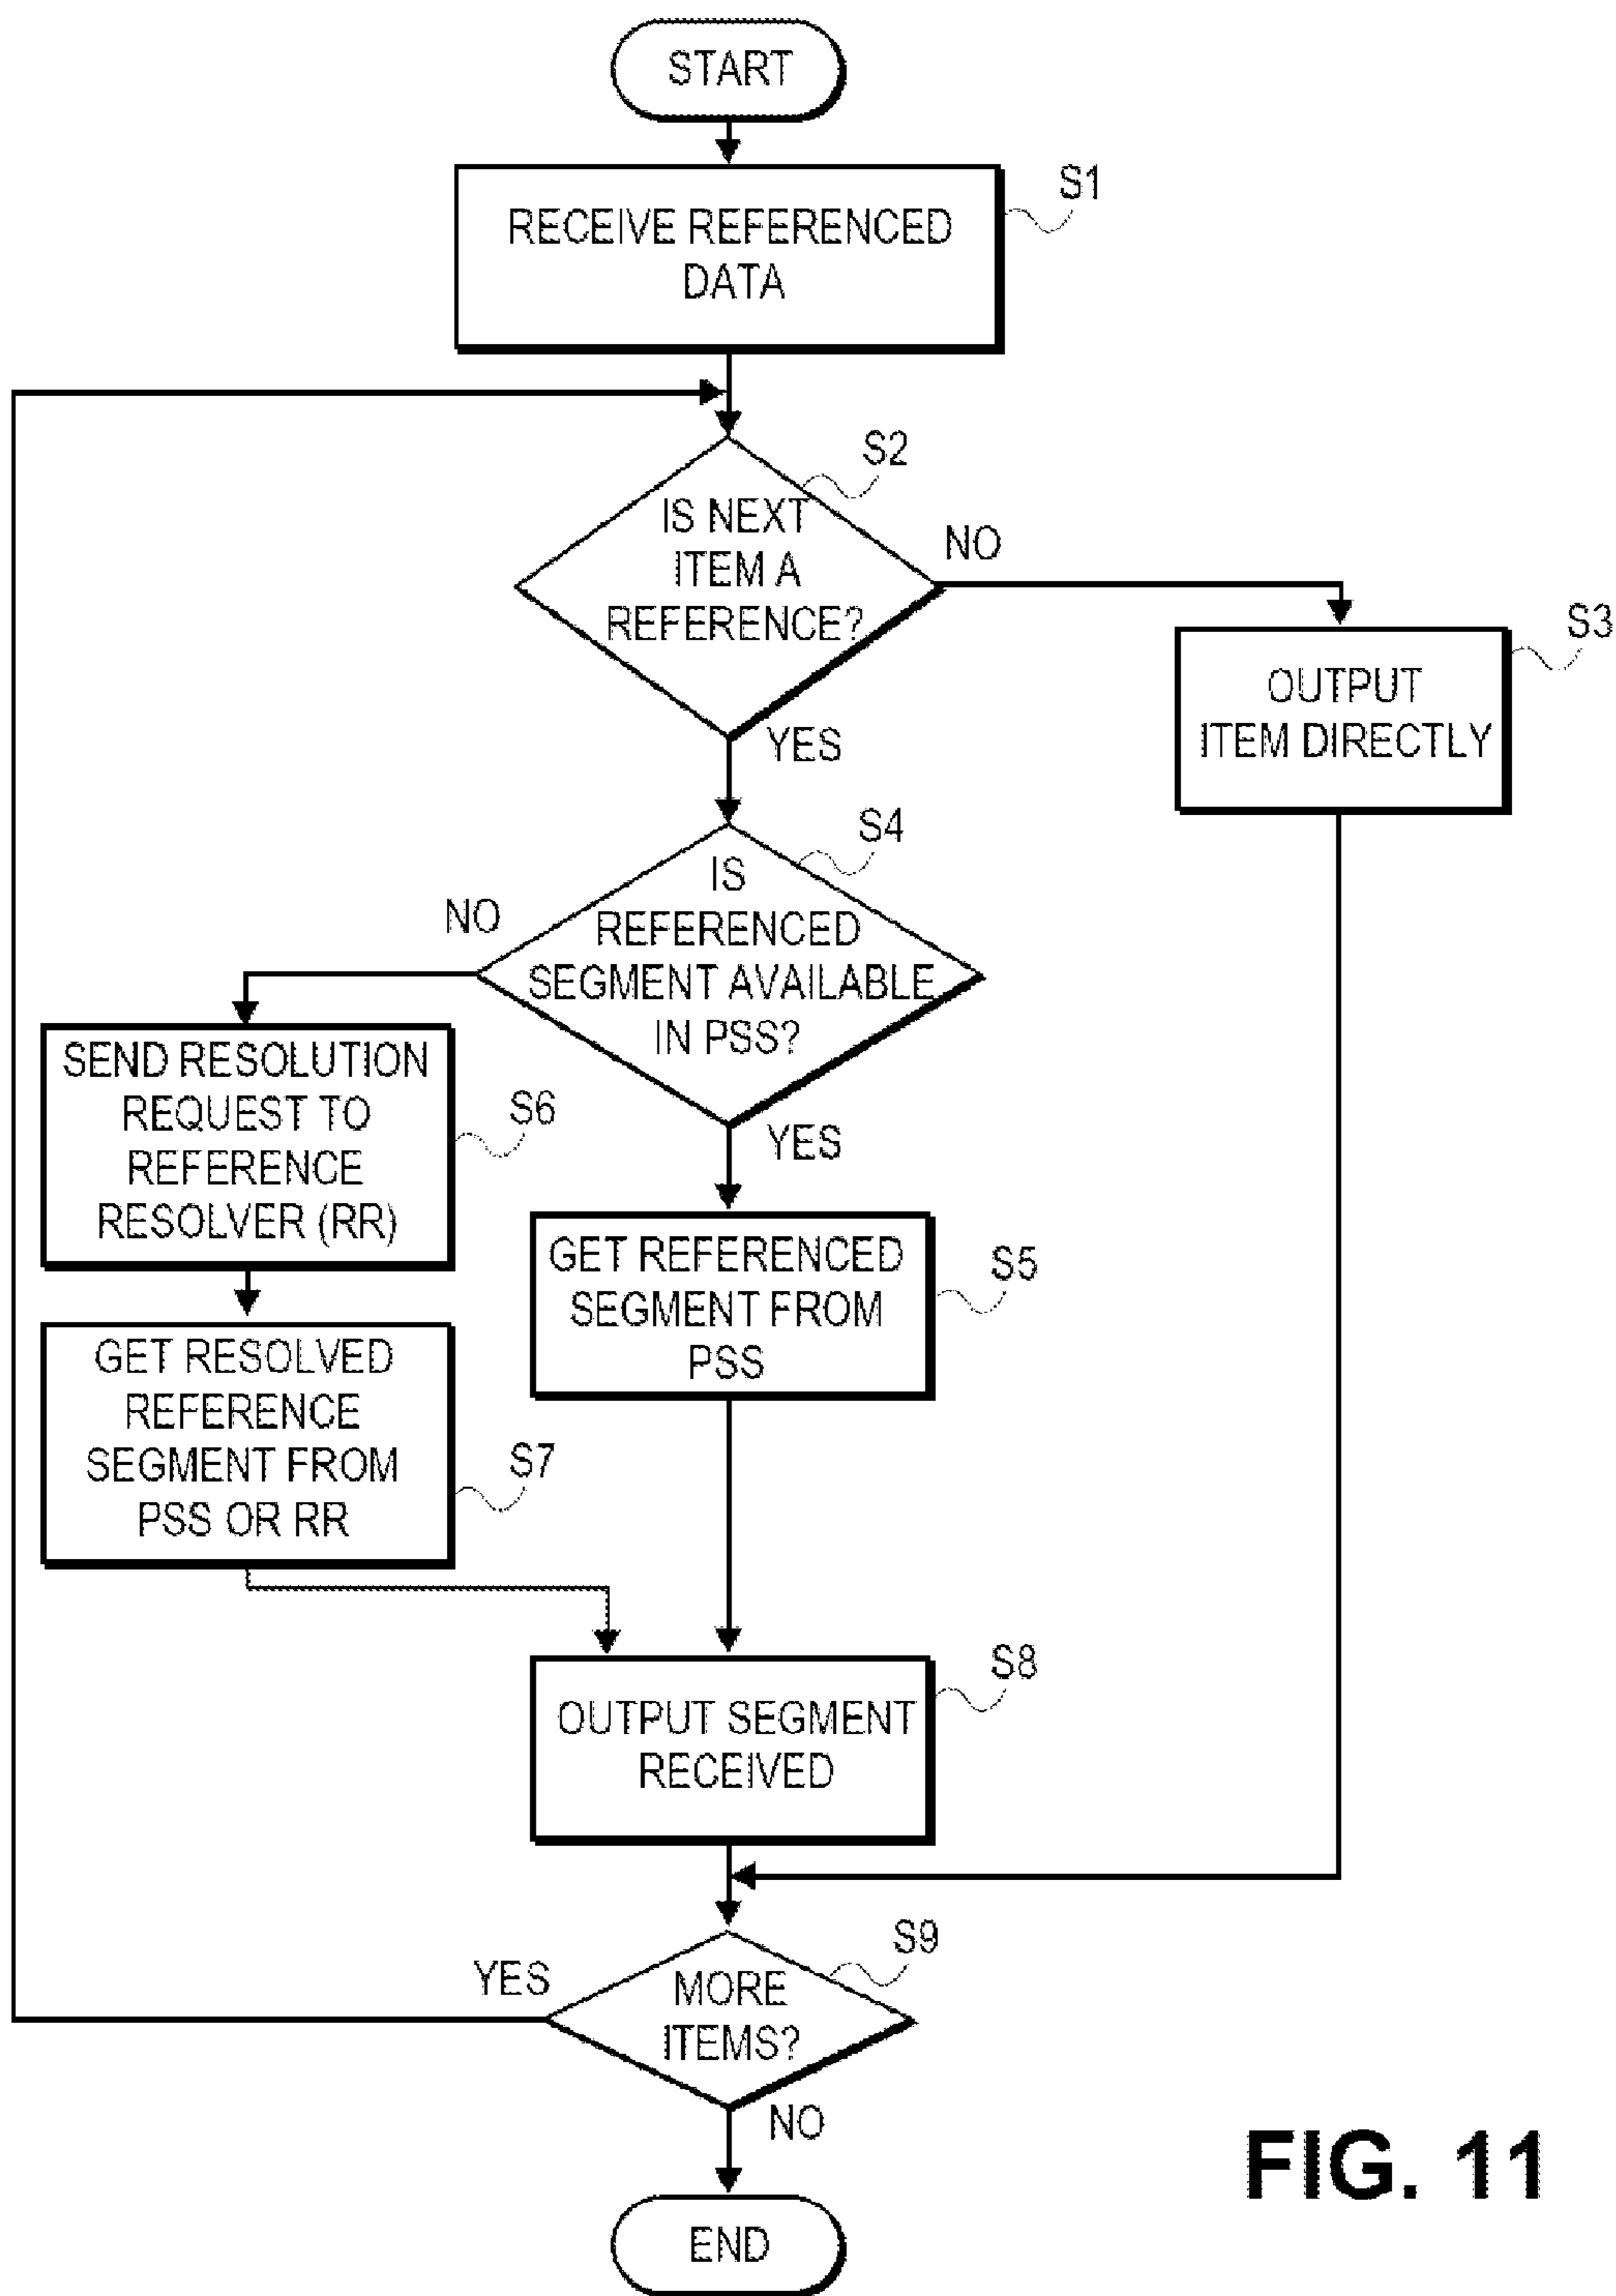 START
RECEIVE REFERENCED
DATA
S1
IS NEXT
ITEM A
REFERENCE?
S2
NO
YES
OUTPUT
ITEM DIRECTLY
S3
IS
REFERENCED
SEGMENT AVAILABLE
IN PSS?
S4
NO
YES
SEND RESOLUTION
REQUEST TO
REFERENCE
RESOLVER (RR)
S6
GET REFERENCED
SEGMENT FROM
PSS
S5
GET RESOLVED
REFERENCE
SEGMENT FROM
PSS OR RR
S7
OUTPUT SEGMENT
RECEIVED
S8
MORE
ITEMS?
S9
YES
NO
END
FIG. 11